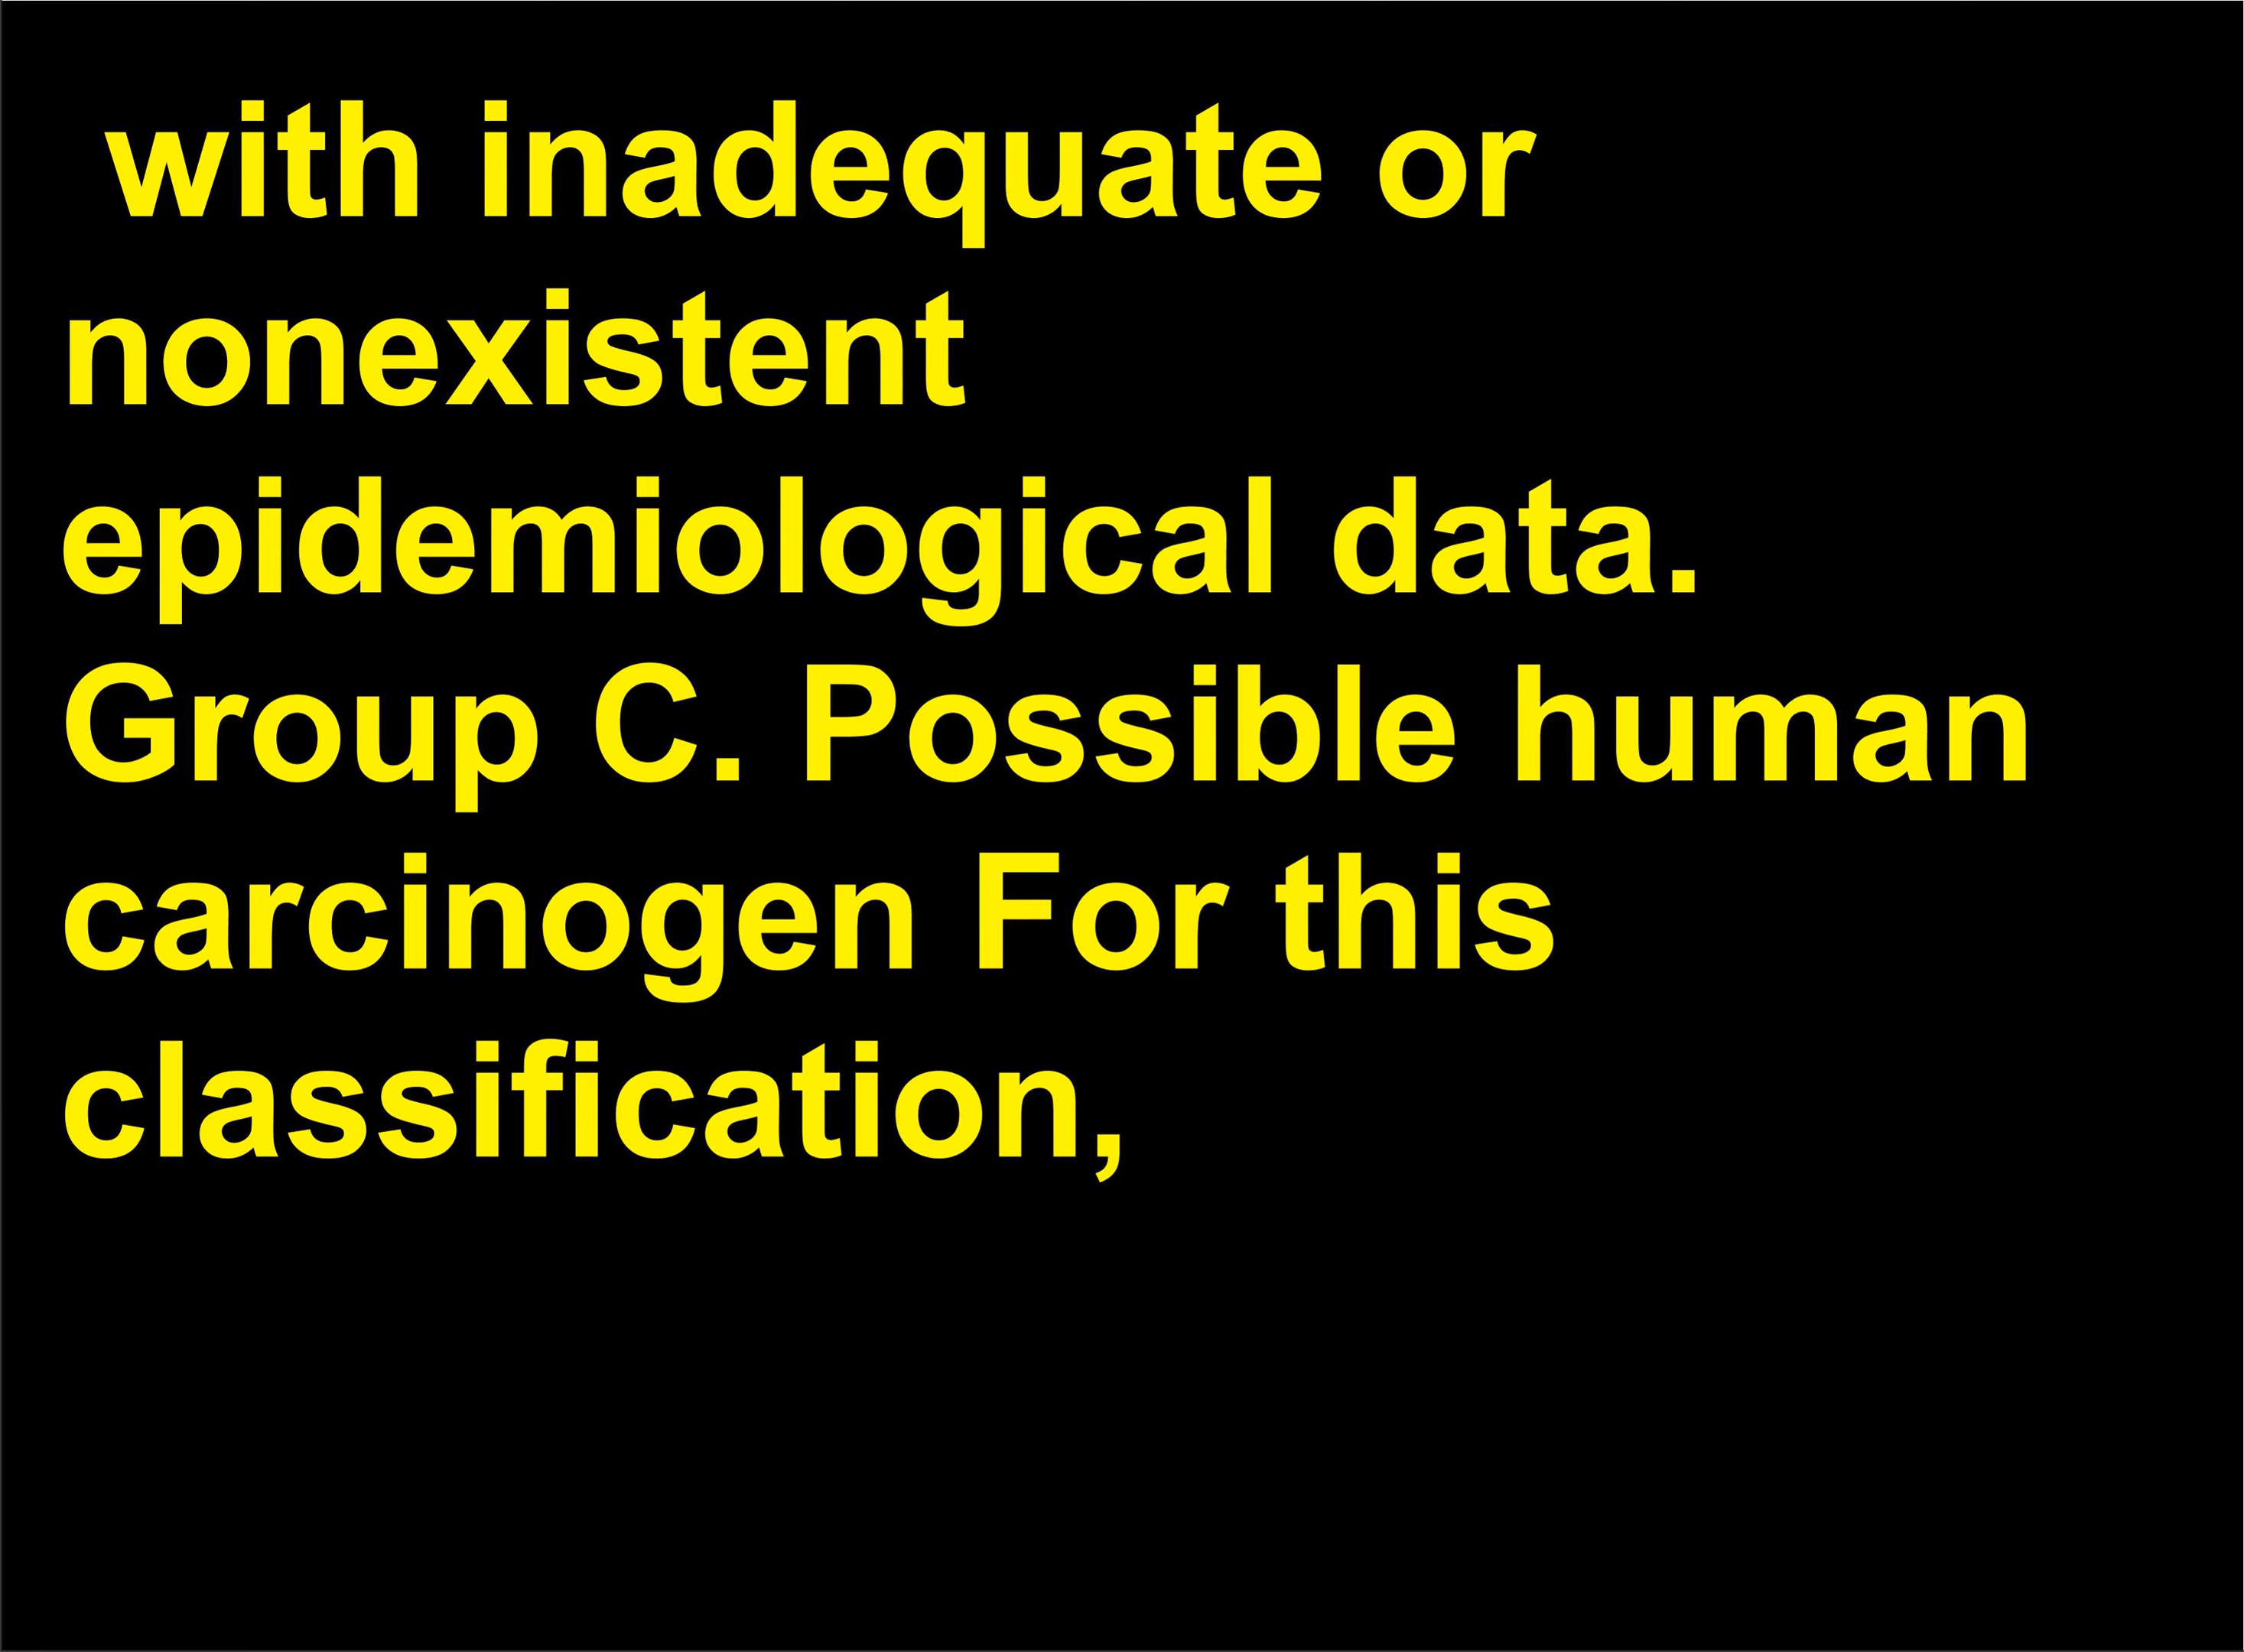 with inadequate or
nonexistent
epidemiological data.
Group C. Possible human
carcinogen For this
classification,